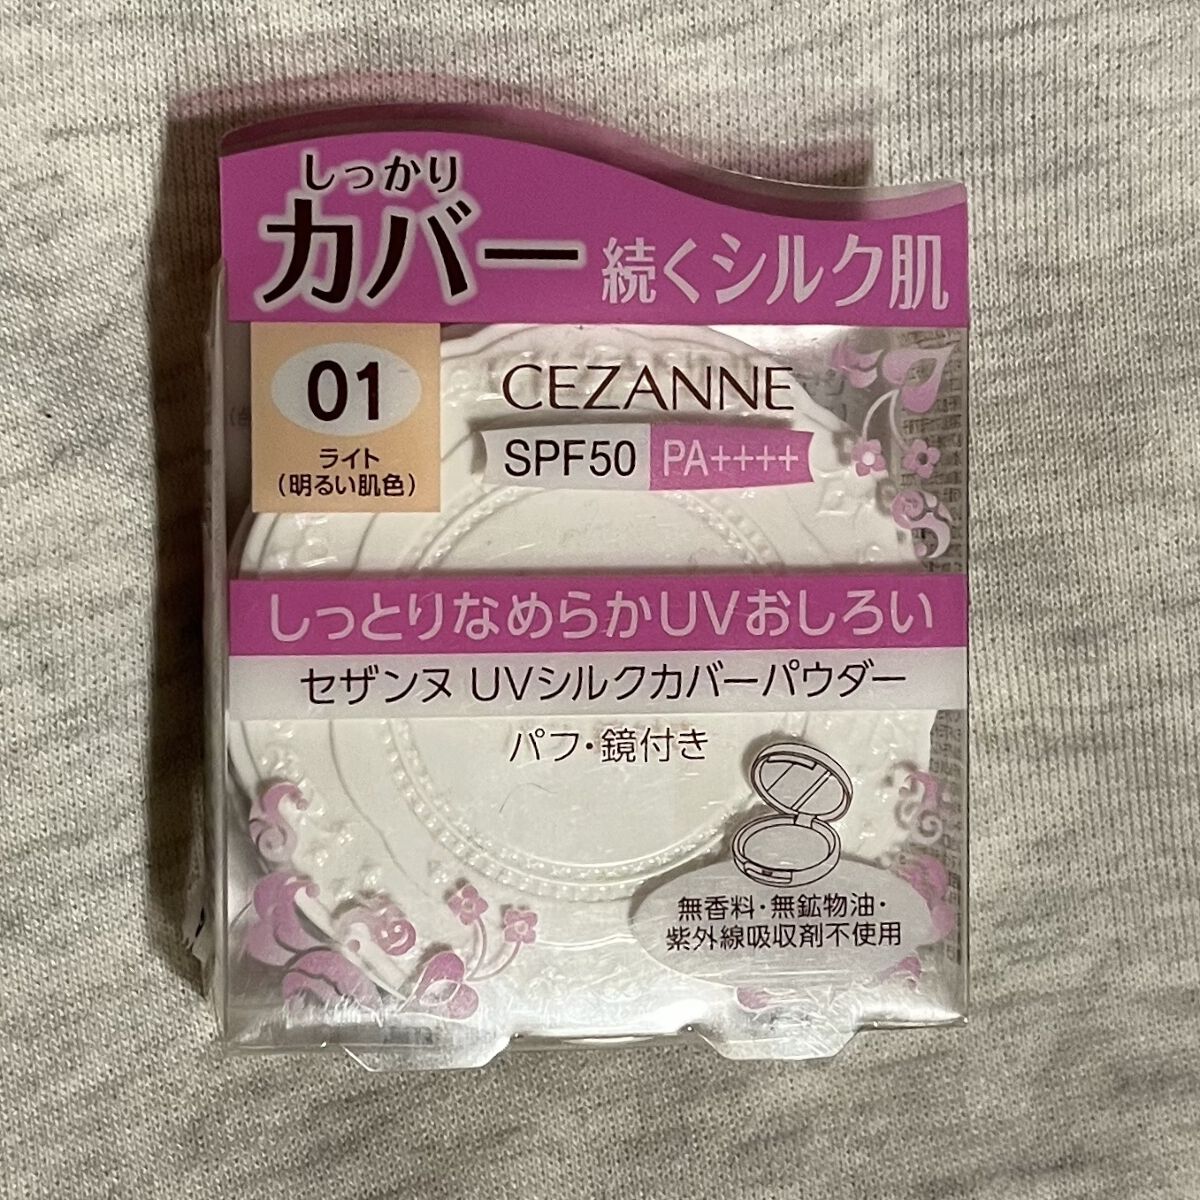 しっかり
カバー 続くシルク肌
01
ライト
(明るい肌色)
CEZANNE
SPF50 PA++++
しっとりなめらかUVおしろい
セザンヌ UVシルクカバーパウダー
パフ・鏡付き
無香料・無鉱物油・
紫外線吸収剤不使用